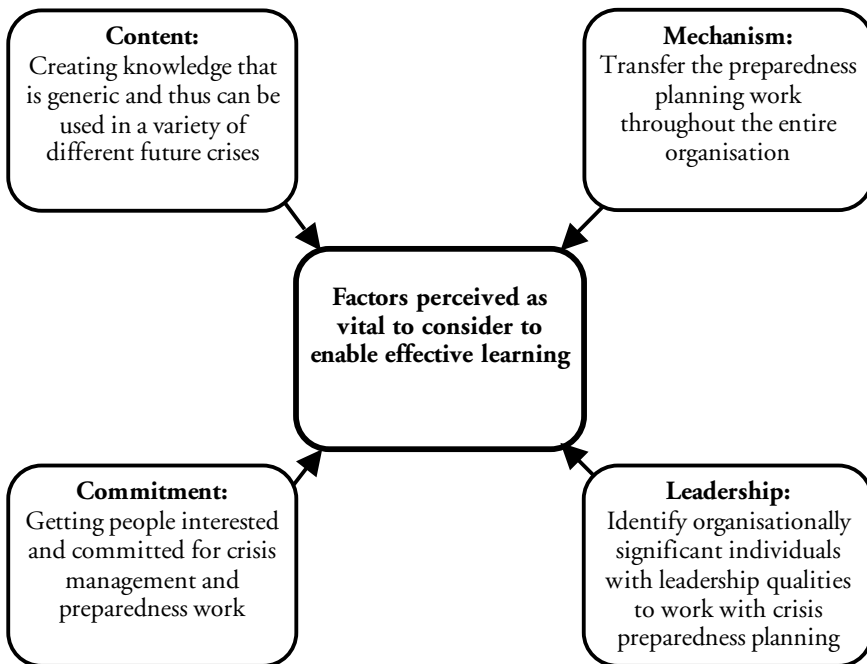 Content:
Creating knowledge that
is generic and thus can be
used in a variety of
different future crises
Mechanism:
Transfer the preparedness
planning work
throughout the entire
organisation
Factors perceived as
vital to consider to
enable effective learning
Commitment:
Getting people interested
and committed for crisis
management and
preparedness work
Leadership:
Identify organisationally
significant individuals
with leadership qualities
to work with crisis
preparedness planning